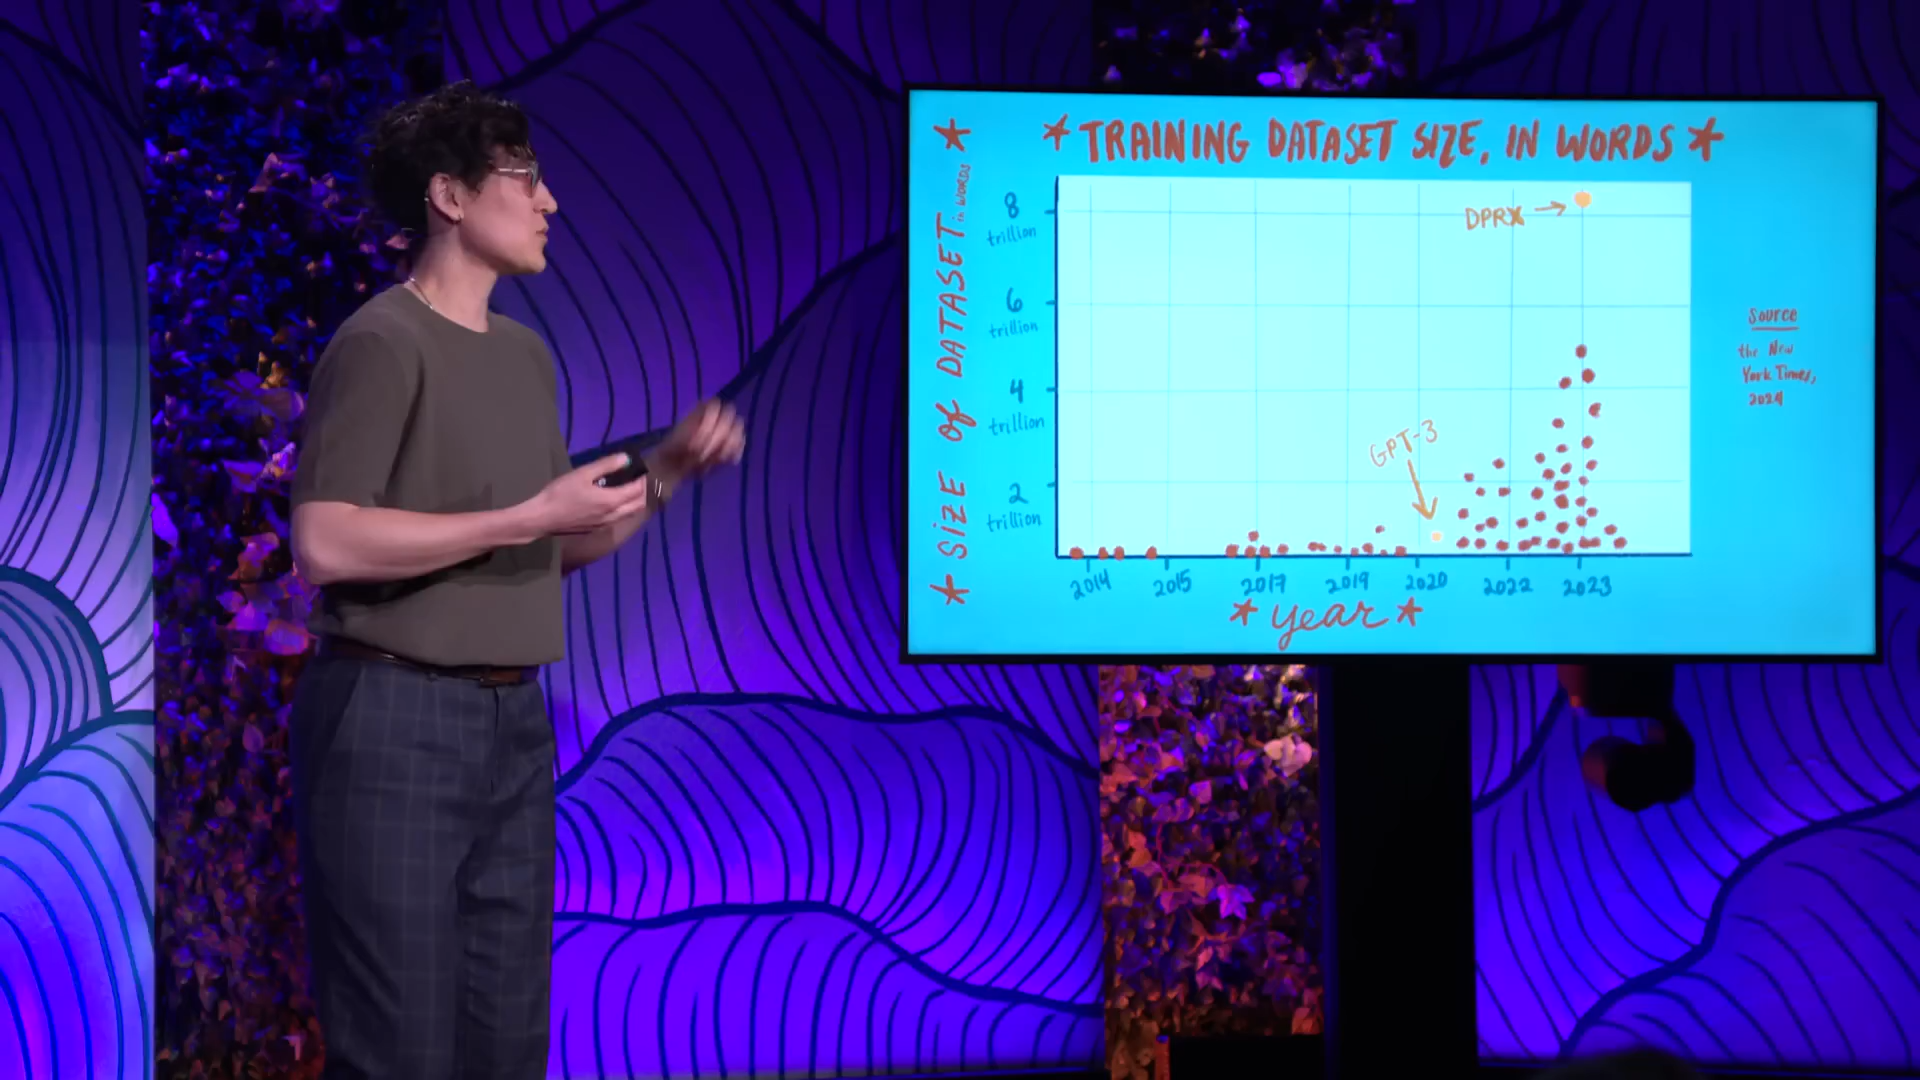 * TRAINING DATASET SIZE, IN WORDS *
* SIZE of DATASET in WORDS *
8
trillion
6
trillion
4
trillion
2
trillion
DPRX
GPT-3
2014 2015 2017 2019 2020 2022 2023
* year *
Source
the New
York Times,
2024